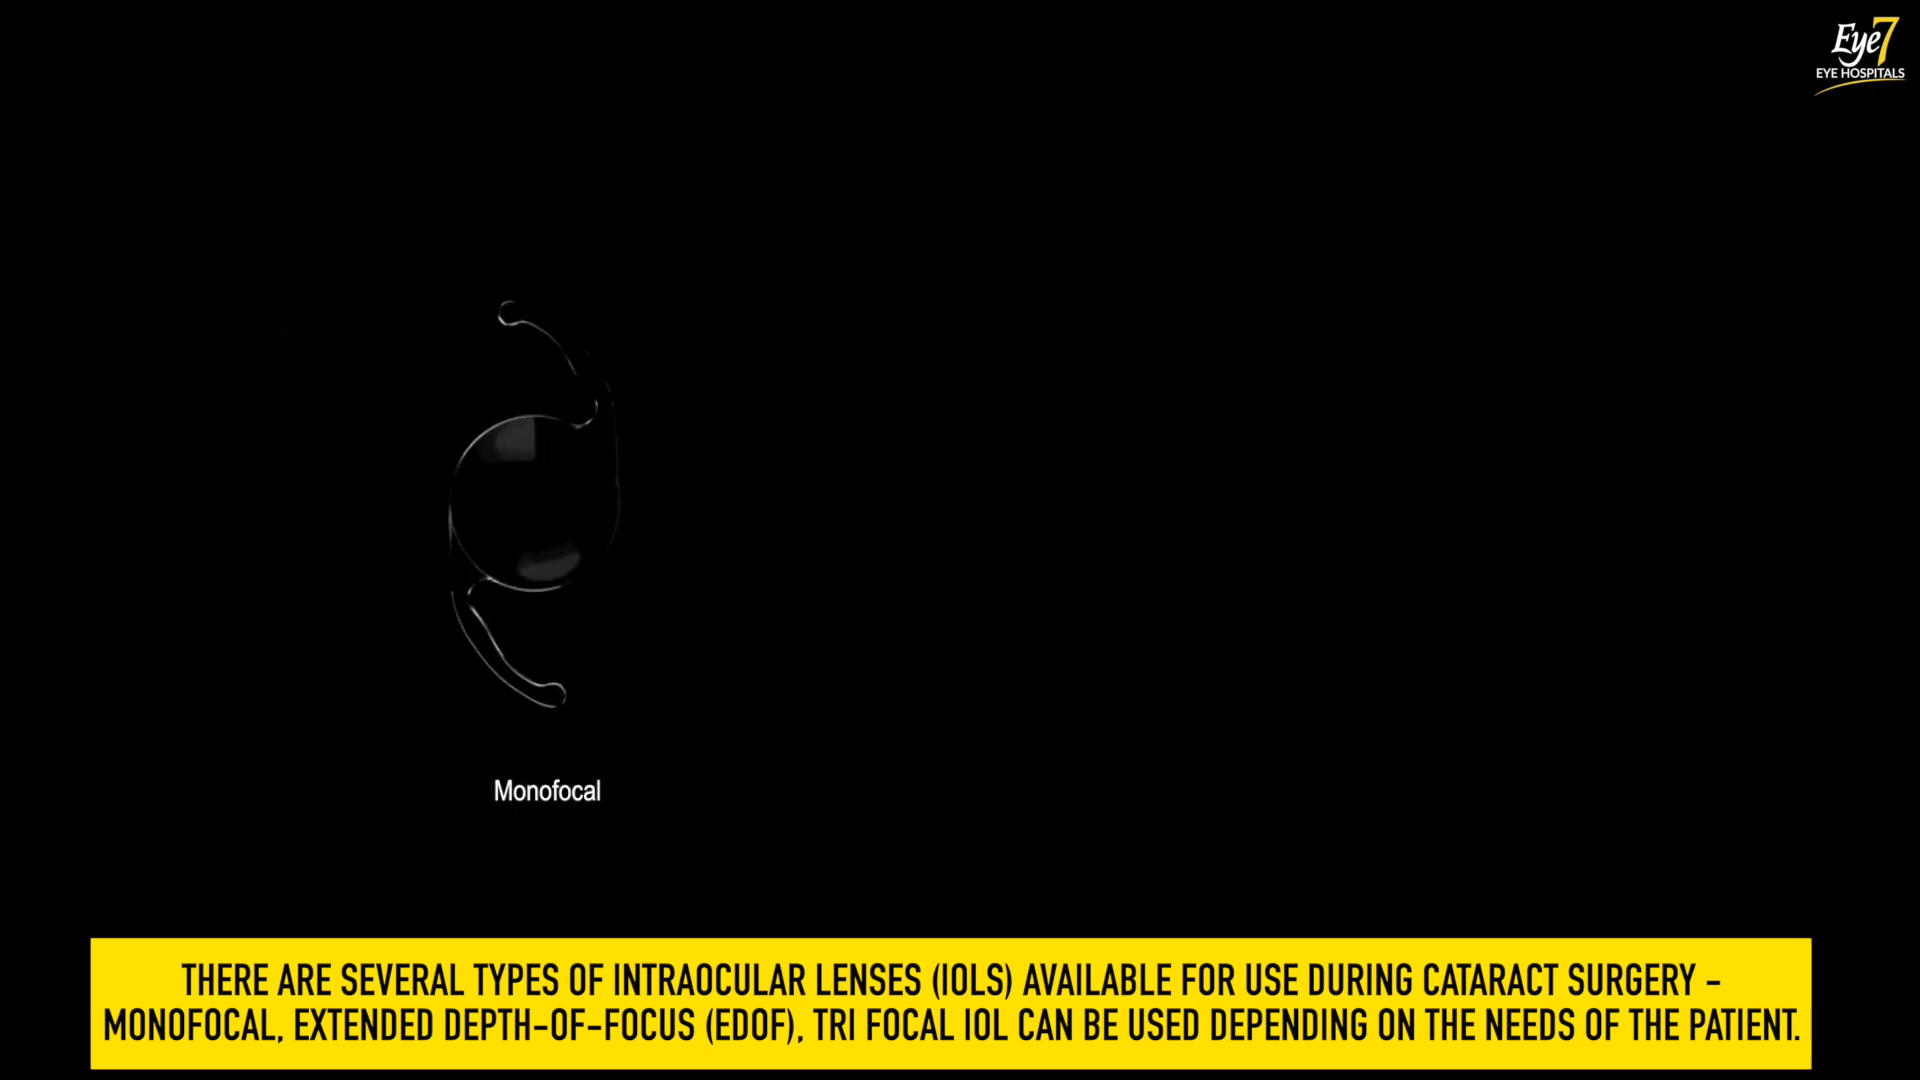 Eye7
EYE HOSPITALS
Monofocal
THERE ARE SEVERAL TYPES OF INTRAOCULAR LENSES (IOLS) AVAILABLE FOR USE DURING CATARACT SURGERY -
MONOFOCAL, EXTENDED DEPTH-OF-FOCUS (EDOF), TRI FOCAL IOL CAN BE USED DEPENDING ON THE NEEDS OF THE PATIENT.